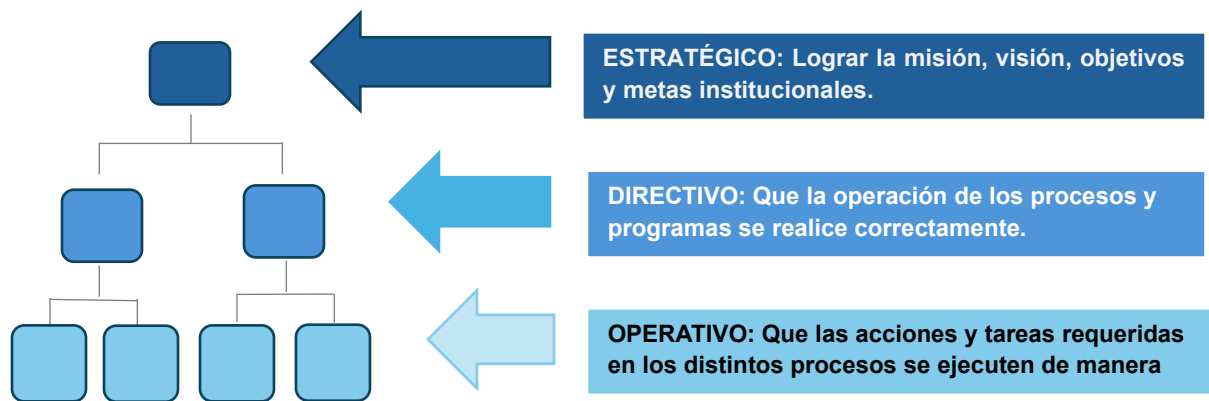 ESTRATÉGICO: Lograr la misión, visión, objetivos
y metas institucionales.
DIRECTIVO: Que la operación de los procesos y
programas se realice correctamente.
OPERATIVO: Que las acciones y tareas requeridas
en los distintos procesos se ejecuten de manera